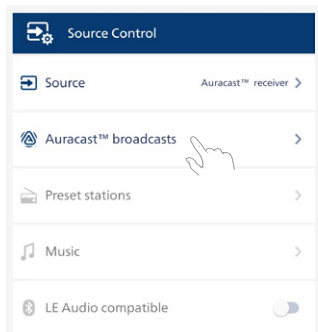 Source Control
Source Auracast™ receiver
Auracast™ broadcasts
Preset stations
Music
LE Audio compatible